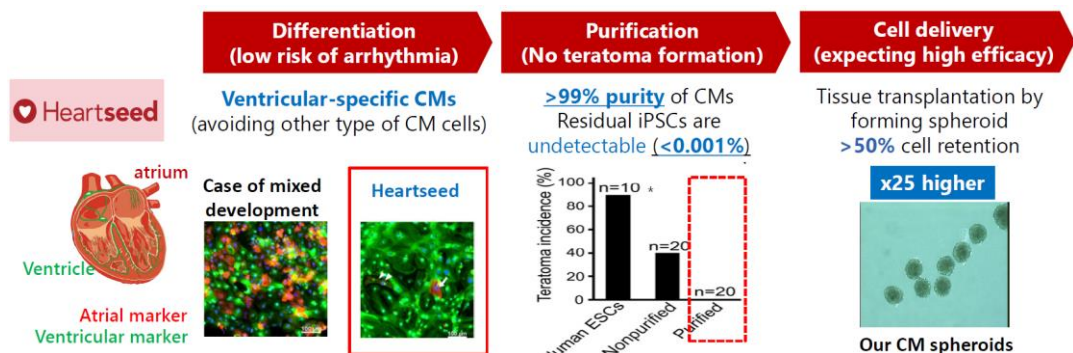 Differentiation
(low risk of arrhythmia)
Purification
(No teratoma formation)
Cell delivery
(expecting high efficacy)
Heartseed
Ventricular-specific CMs
(avoiding other type of CM cells)
>99% purity of CMs
Residual iPSCs are
undetectable (<0.001%)
Tissue transplantation by
forming spheroid
>50% cell retention
atrium
Ventricle
Atrial marker
Ventricular marker
Case of mixed
development
Heartseed
Teratoma incidence (%)
100
80
60
40
20
0
n=10 *
n=20
n=20
Human ESCs
Nonpurified
Purified
x25 higher
Our CM spheroids